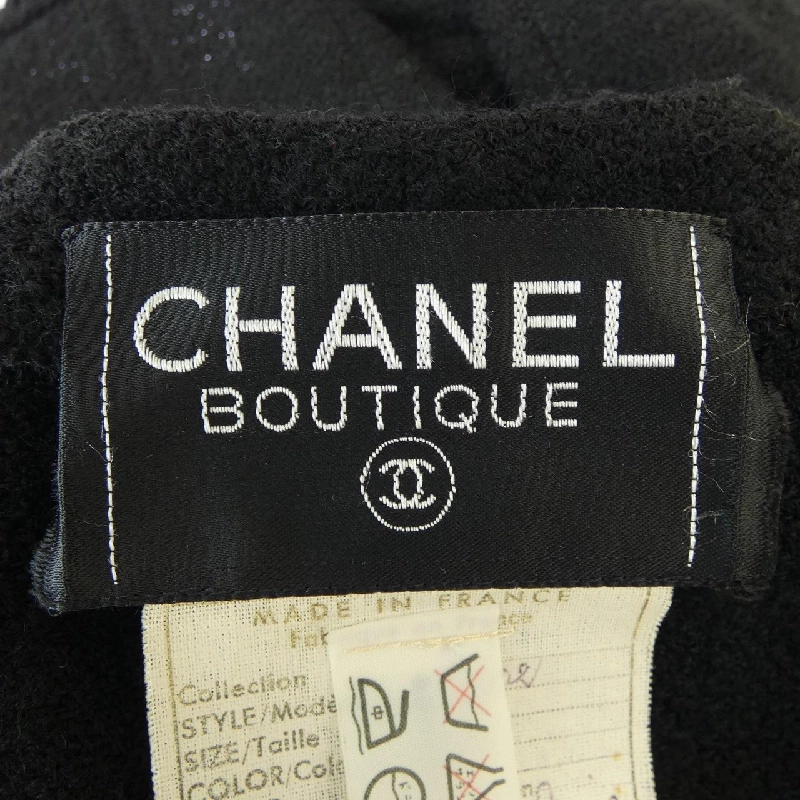 CHANEL
BOUTIQUE
MADE IN FRANCE
Collection
STYLE/Modè
SIZE/Taille
COLOR/Col